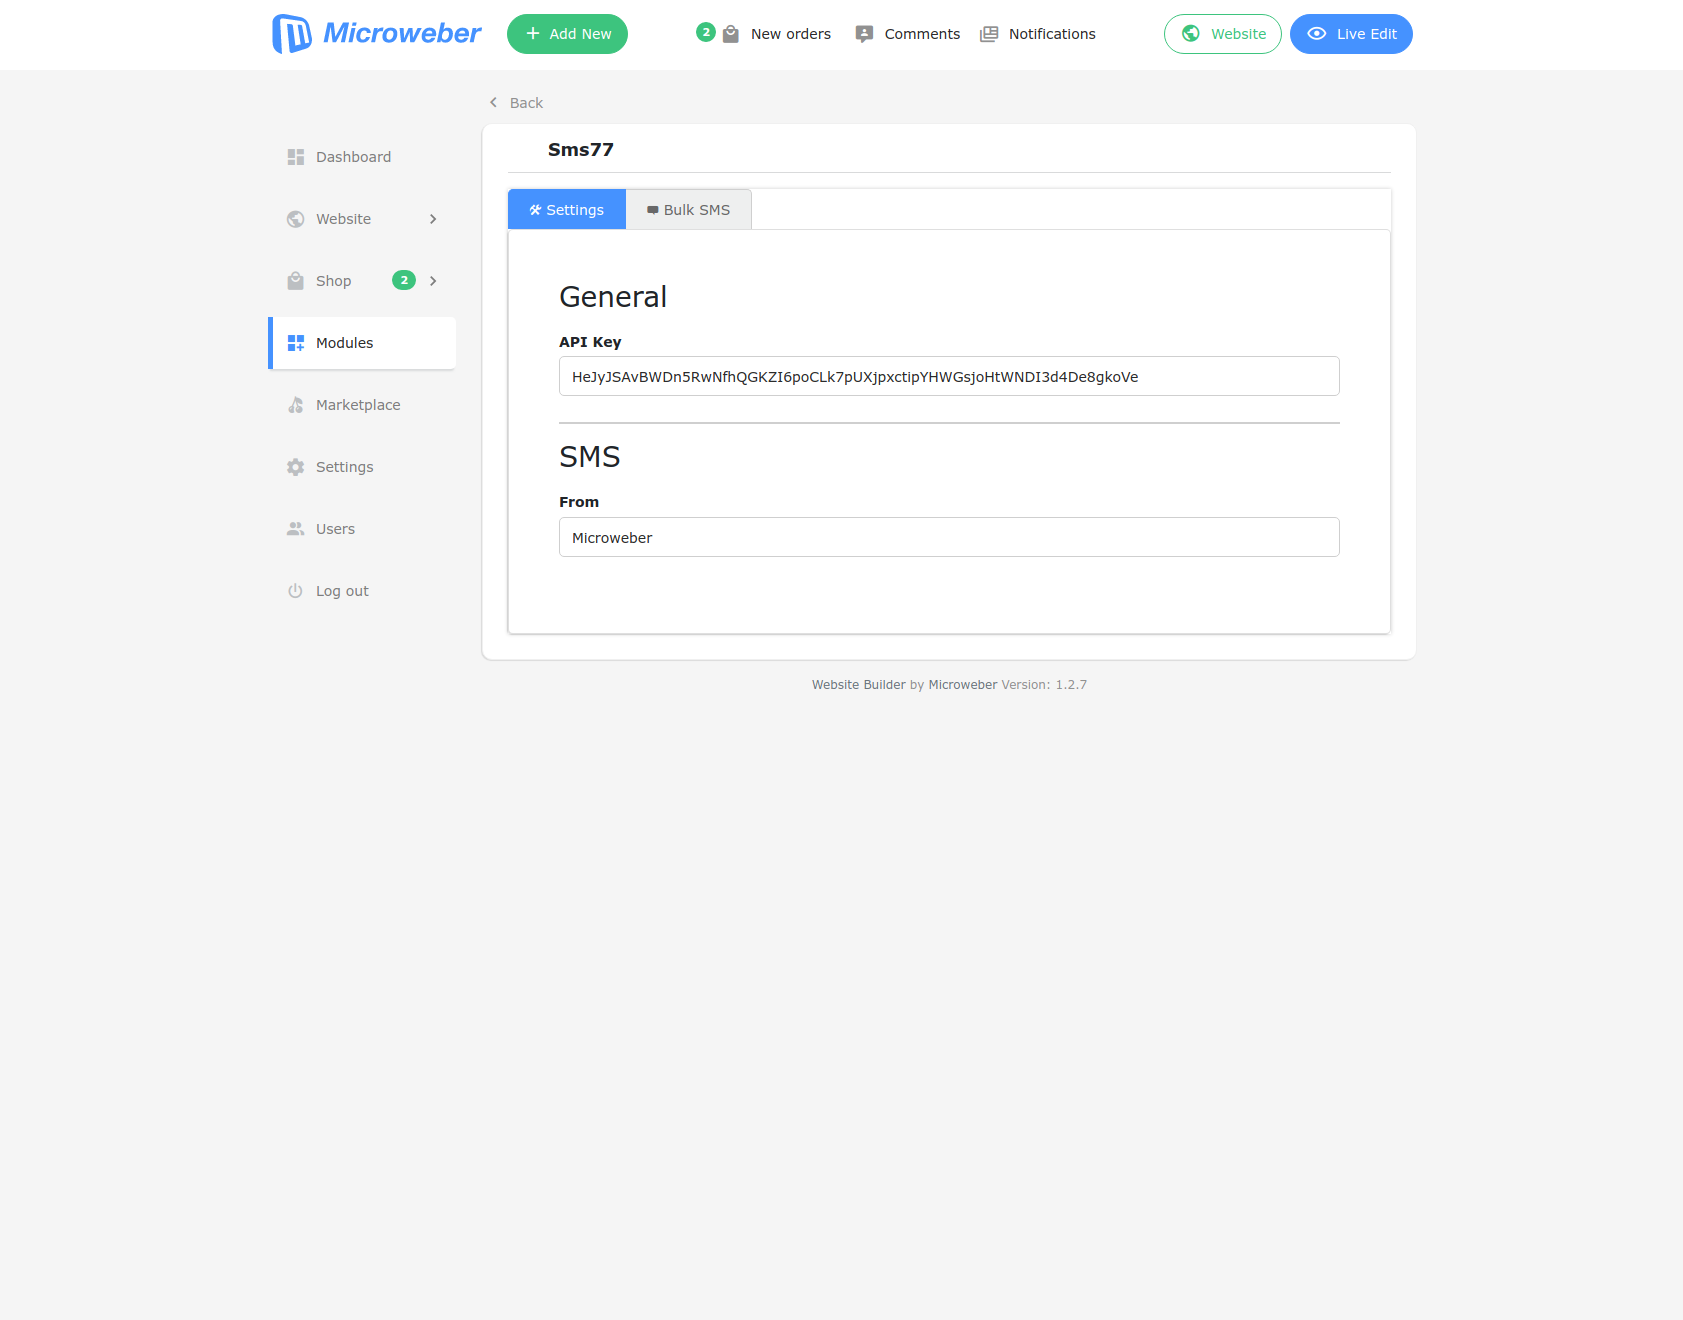 Microweber
Add New
2
New orders
Comments
Notifications
Website
Live Edit
Back
Dashboard
Website
Shop
2
Modules
Marketplace
Settings
Users
Log out
Sms77
Settings
Bulk SMS
General
API Key
HeJyJSAvBWDn5RwNfhQGKZI6poCLk7pUXjpxctipYHWGsjoHtWNDI3d4De8gkoVe
SMS
From
Microweber
Website Builder by Microweber Version: 1.2.7